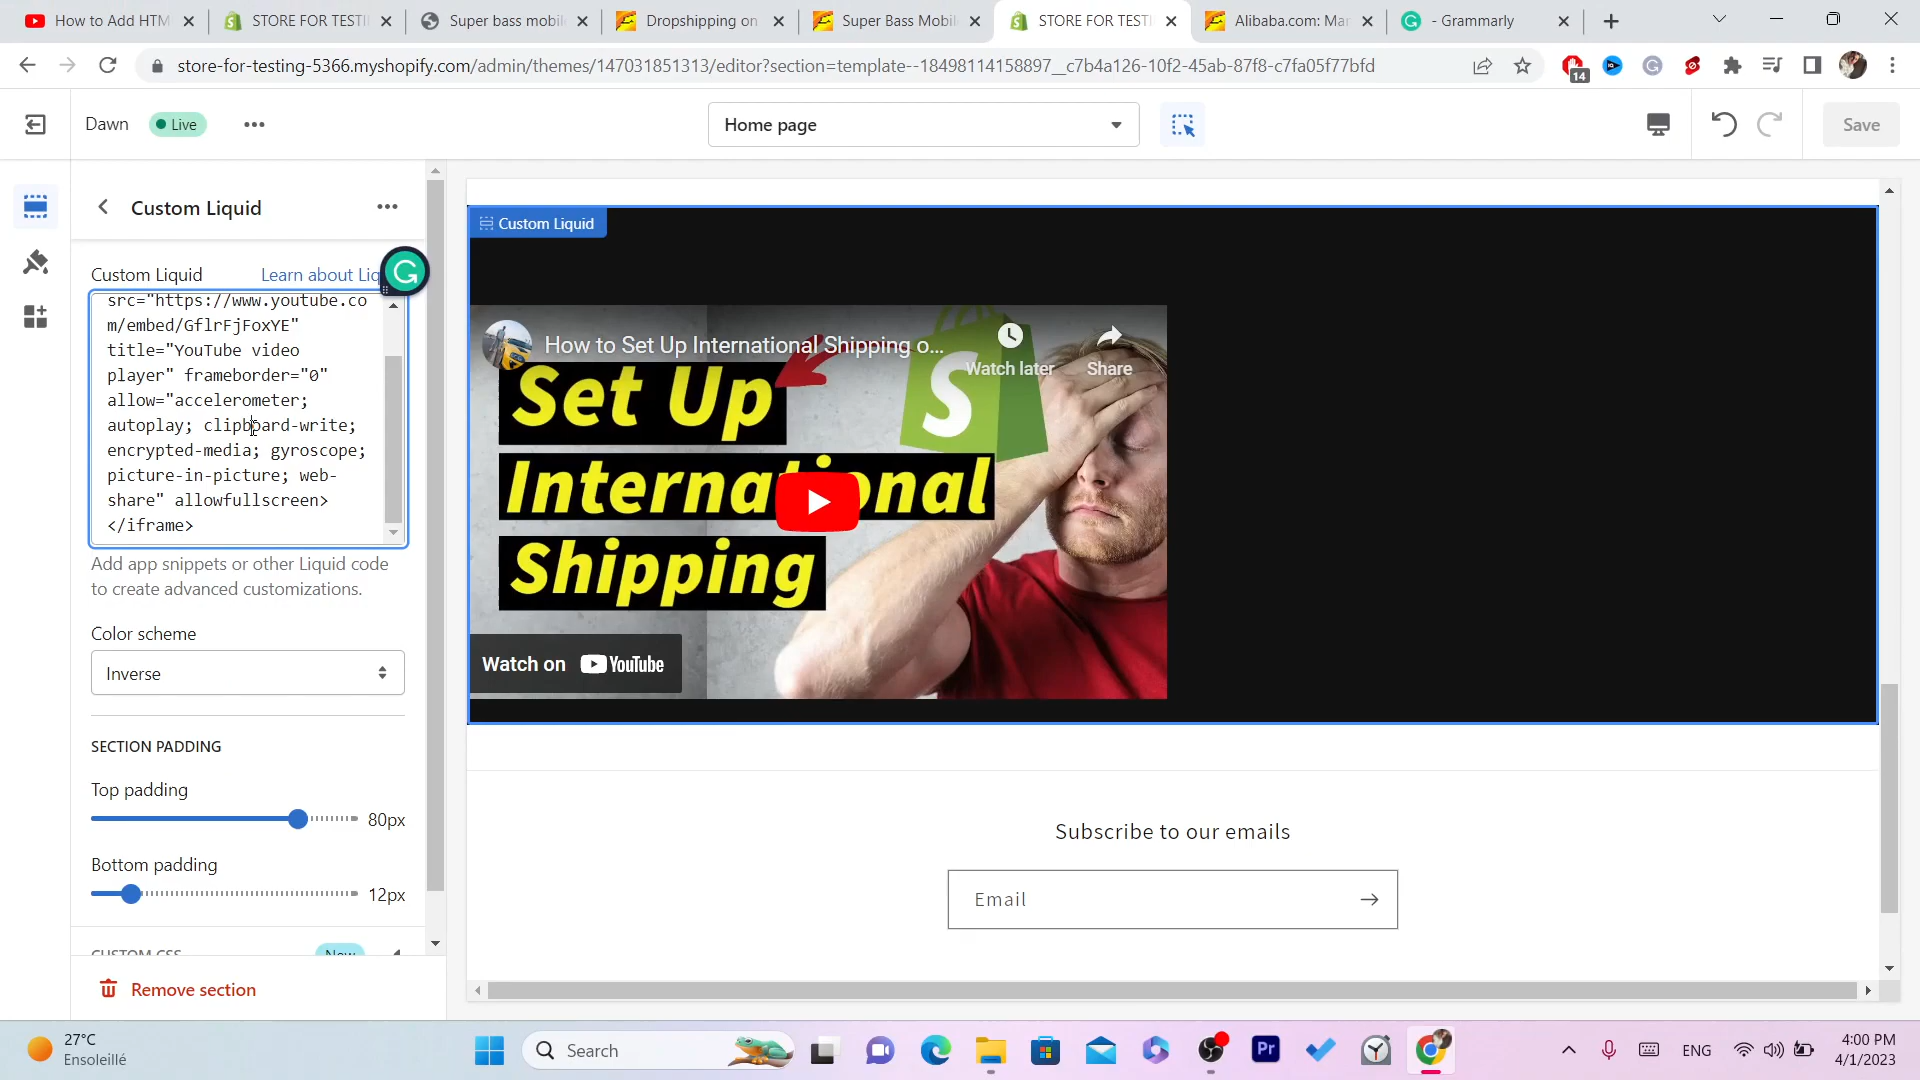 How to Add HTM
STORE FOR TESTI
Super bass mobil
Dropshipping on
Super Bass Mobil
STORE FOR TESTI
Alibaba.com: Mar
- Grammarly
store-for-testing-5366.myshopify.com/admin/themes/147031851313/editor?section=template--18498114158897__c7b4a126-10f2-45ab-87f8-c7fa05f77bfd
14
Dawn
Live
Home page
Save
Custom Liquid
Custom Liquid
Learn about Liq
src="https://www.youtube.co
m/embed/GflrFjFoxYE"
title="YouTube video
player" frameborder="0"
allow="accelerometer;
autoplay; clipboard-write;
encrypted-media; gyroscope;
picture-in-picture; web-
share" allowfullscreen>
</iframe>
Add app snippets or other Liquid code
to create advanced customizations.
Color scheme
Inverse
SECTION PADDING
Top padding
80px
Bottom padding
12px
CUSTOM CSS
New
Remove section
Custom Liquid
How to Set Up International Shipping o...
Watch later
Share
Set Up
International
Shipping
Watch on YouTube
Subscribe to our emails
Email
27°C
Ensoleillé
Search
Pr
ENG
4:00 PM
4/1/2023